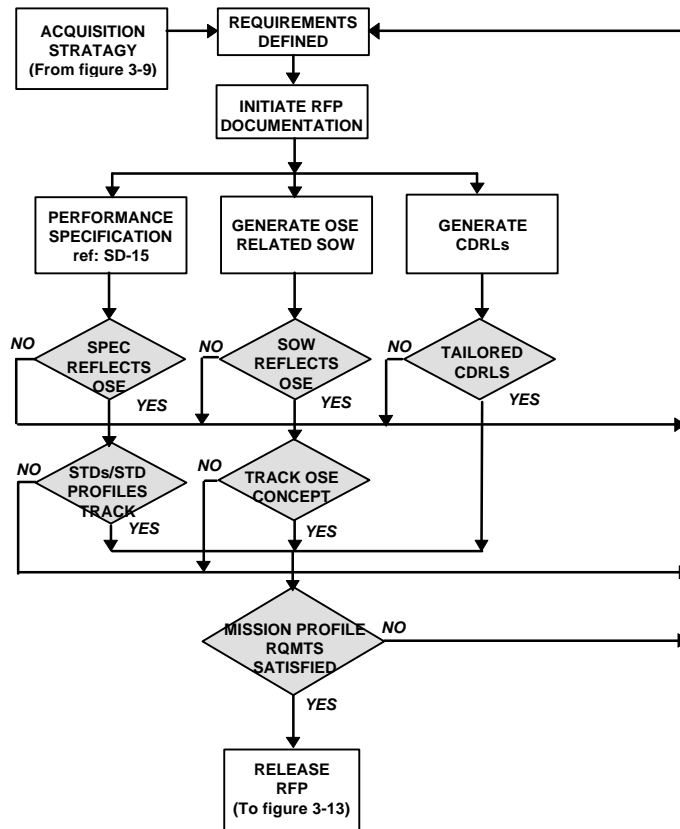 ACQUISITION
STRATAGY
(From figure 3-9)
REQUIREMENTS
DEFINED
INITIATE RFP
DOCUMENTATION
PERFORMANCE
SPECIFICATION
ref: SD-15
GENERATE OSE
RELATED SOW
GENERATE
CDRLs
NO
SPEC
REFLECTS
OSE
YES
NO
SOW
REFLECTS
OSE
YES
NO
TAILORED
CDRLS
YES
NO
STDs/STD
PROFILES
TRACK
YES
NO
TRACK OSE
CONCEPT
YES
MISSION PROFILE
RQMTS
SATISFIED
NO
YES
RELEASE
RFP
(To figure 3-13)